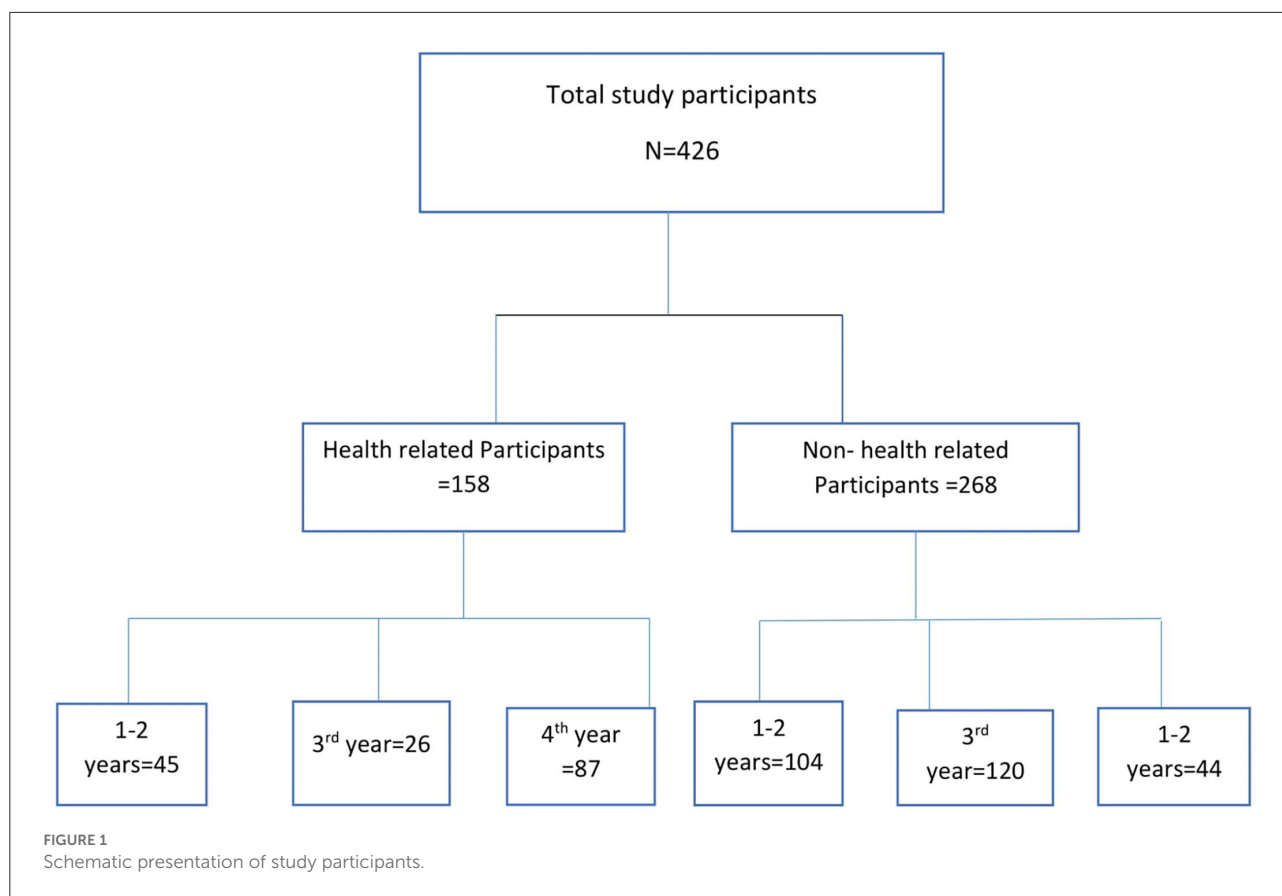 Total study participants
N=426
Health related Participants
=158
Non- health related
Participants =268
1-2
years=45
3rd year=26
4th year
=87
1-2
years=104
3rd
year=120
1-2
years=44
FIGURE 1
Schematic presentation of study participants.